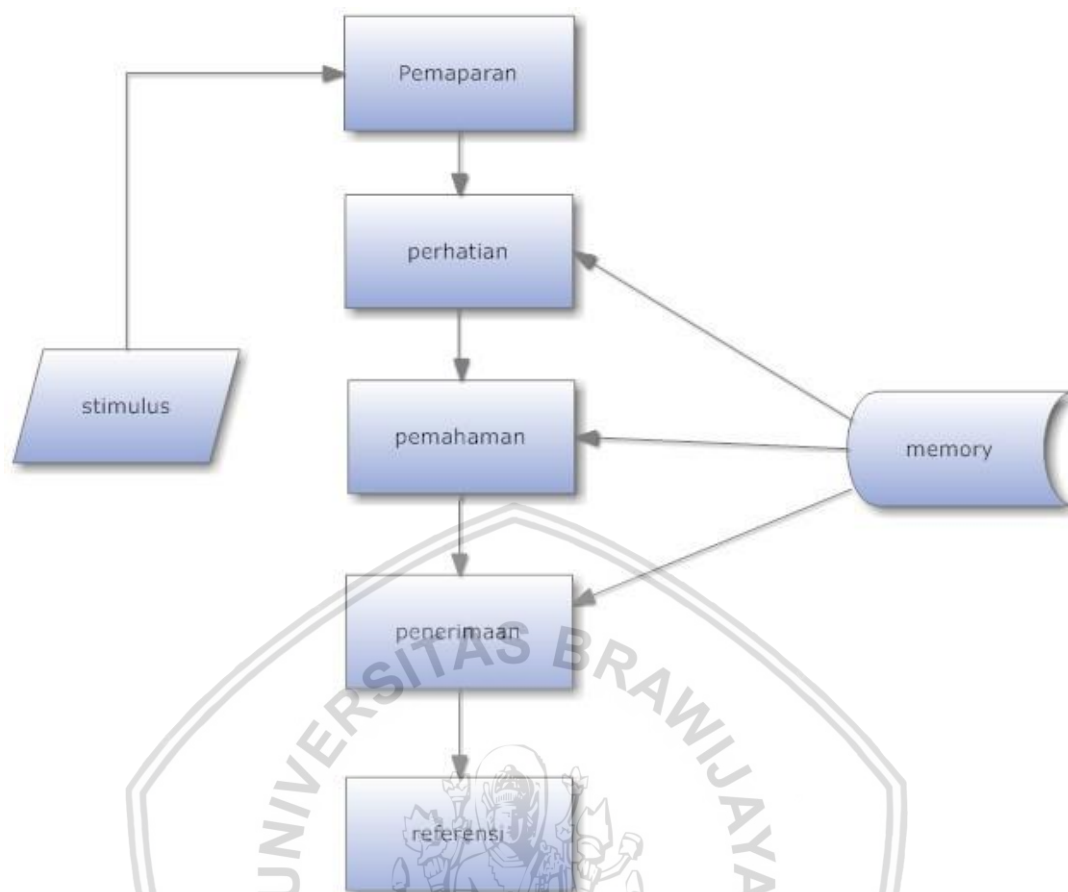 Pemaparan
perhatian
stimulus
pemahaman
memory
penerimaan
referensi
UNIVERSITAS BRAWIJAYA